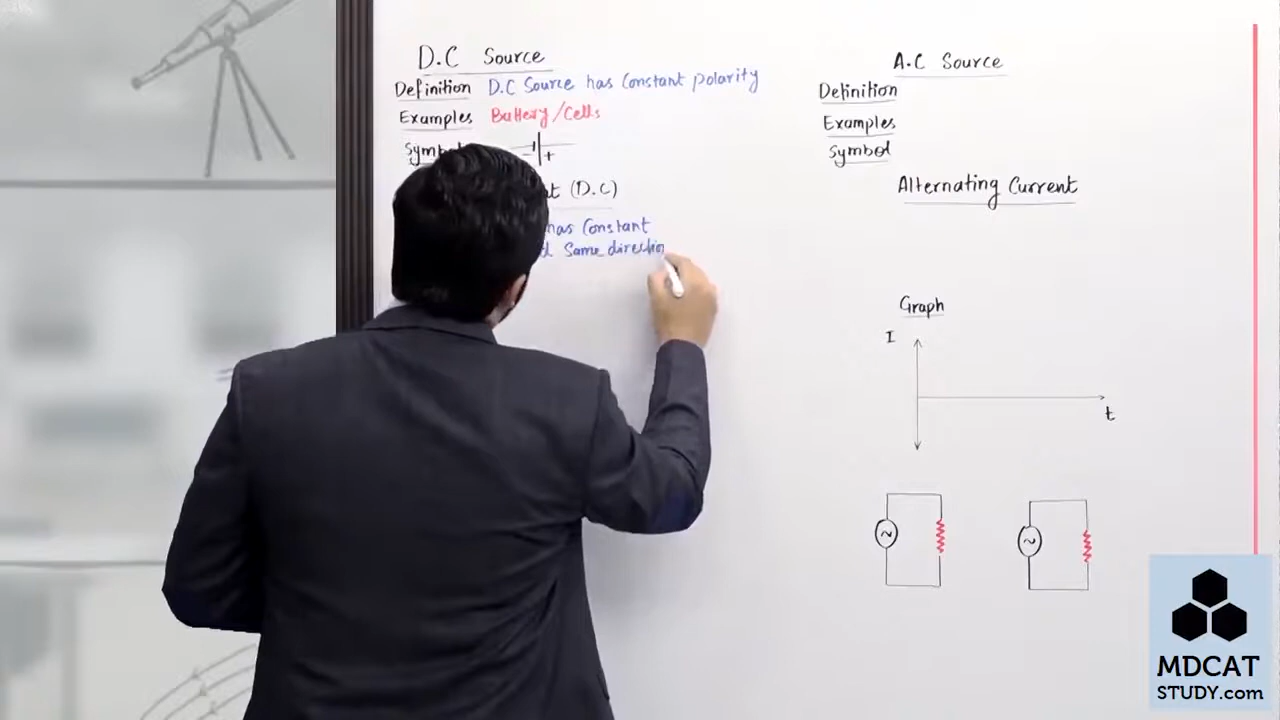 D.C Source
Definition D.C Source has Constant polarity
Examples Battery/Cells
- +
(D.C)
has Constant
Same direction
A.C Source
Definition
Examples
Symbol
Alternating Current
Graph
I
t
~ ~
MDCAT
STUDY.com